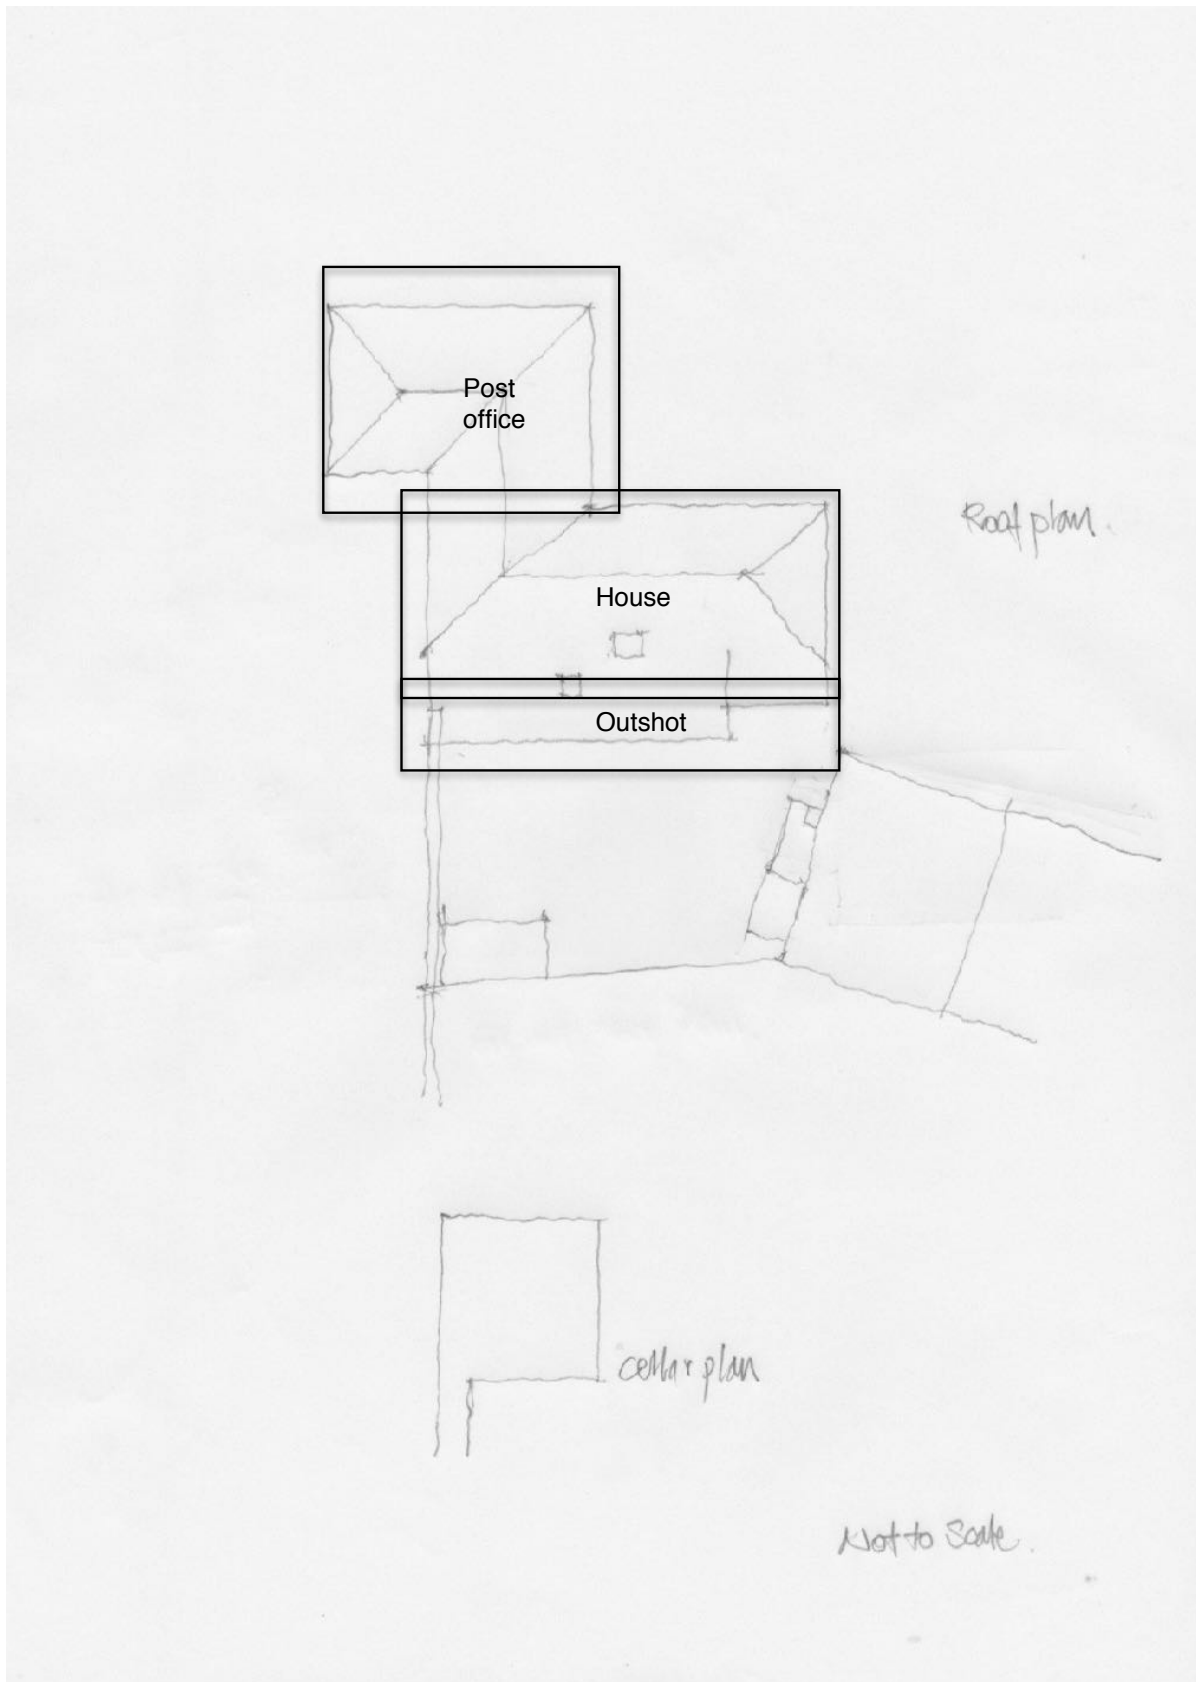 Post
office
Roof plan.
House
Outshot
cellar plan
Not to Scale.